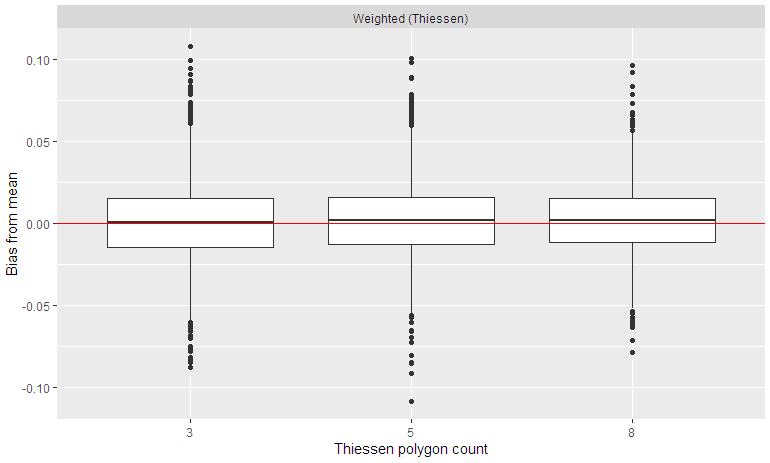 Weighted (Thiessen)
0.10
0.05
0.00
-0.05
-0.10
Bias from mean
3 5 8
Thiessen polygon count